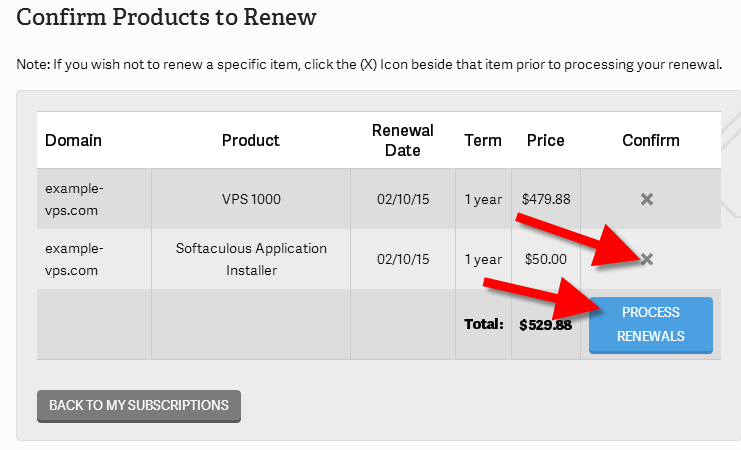 Confirm Products to Renew
Note: If you wish not to renew a specific item, click the (X) Icon beside that item prior to processing your renewal.
Domain Product Renewal Date Term Price Confirm
example-
vps.com VPS 1000 02/10/15 1 year $479.88
example-
vps.com Softaculous Application
Installer 02/10/15 1 year $50.00
Total: $529.88 PROCESS
RENEWALS
BACK TO MY SUBSCRIPTIONS